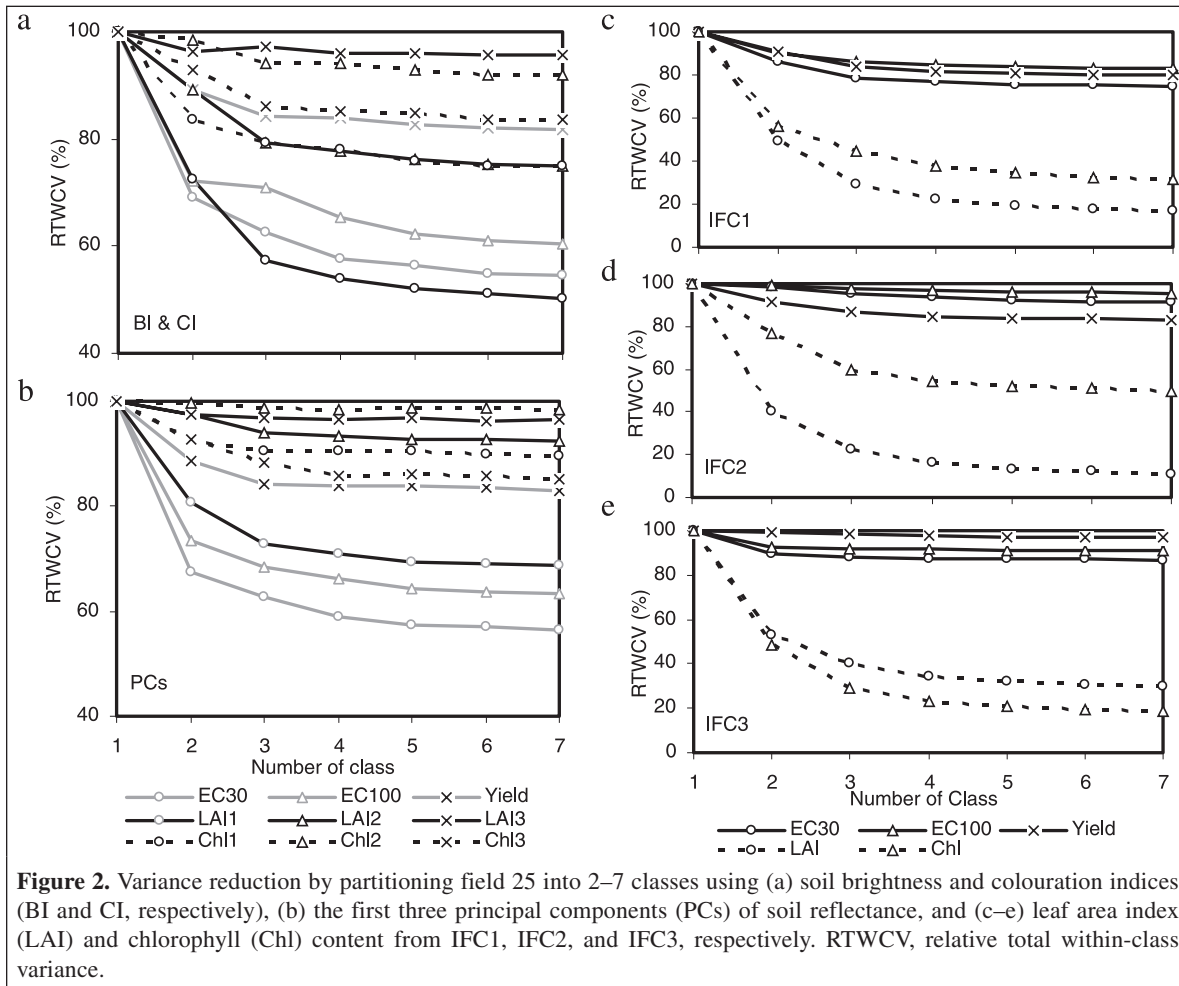 a
100
80
60
40
RTWCV (%)
BI & CI
b
100
80
60
40
RTWCV (%)
PCs
1 2 3 4 5 6 7
Number of class
EC30 EC100 Yield
LAI1 LAI2 LAI3
Chl1 Chl2 Chl3
c
100
80
60
40
20
0
RTWCV (%)
IFC1
d
100
80
60
40
20
0
RTWCV (%)
IFC2
e
100
80
60
40
20
0
RTWCV (%)
IFC3
1 2 3 4 5 6 7
Number of Class
EC30 EC100 Yield
LAI Chl
Figure 2. Variance reduction by partitioning field 25 into 2–7 classes using (a) soil brightness and colouration indices
(BI and CI, respectively), (b) the first three principal components (PCs) of soil reflectance, and (c–e) leaf area index
(LAI) and chlorophyll (Chl) content from IFC1, IFC2, and IFC3, respectively. RTWCV, relative total within-class
variance.